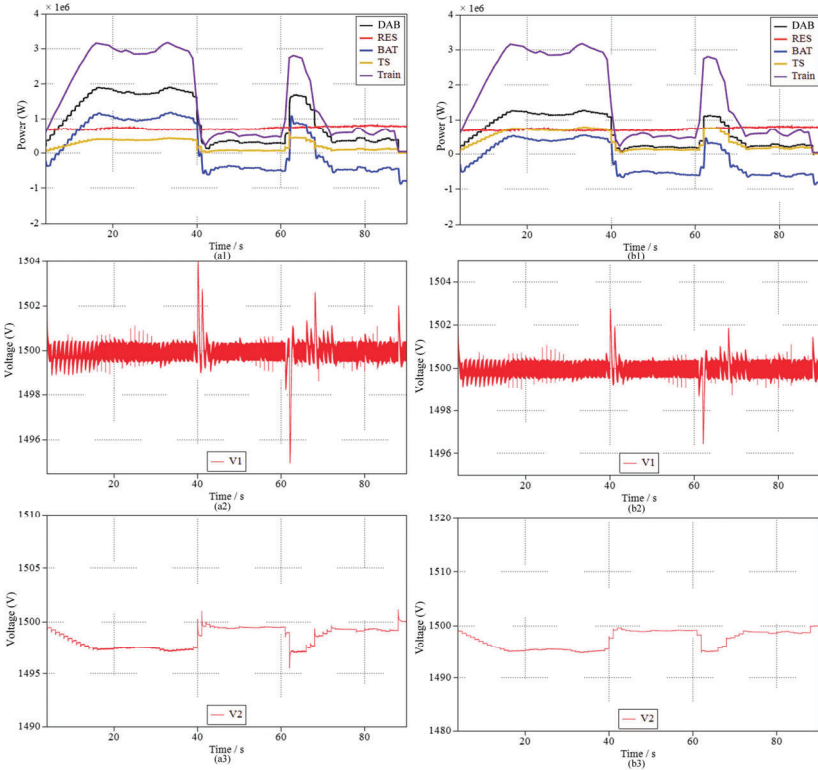 × 1e6
4
3
2
1
0
-1
-2
Power (W)
DAB
RES
BAT
TS
Train
20
40
60
80
Time / s
(a1)
× 1e6
4
3
2
1
0
-1
-2
Power (W)
DAB
RES
BAT
TS
Train
20
40
60
80
Time / s
(b1)
1504
1502
1500
1498
1496
Voltage (V)
V1
20
40
60
80
Time / s
(a2)
1504
1502
1500
1498
1496
Voltage (V)
V1
20
40
60
80
Time / s
(b2)
1510
1505
1500
1495
1490
Voltage (V)
V2
20
40
60
80
Time / s
(a3)
1520
1510
1500
1490
1480
Voltage (V)
V2
20
40
60
80
Time / s
(b3)